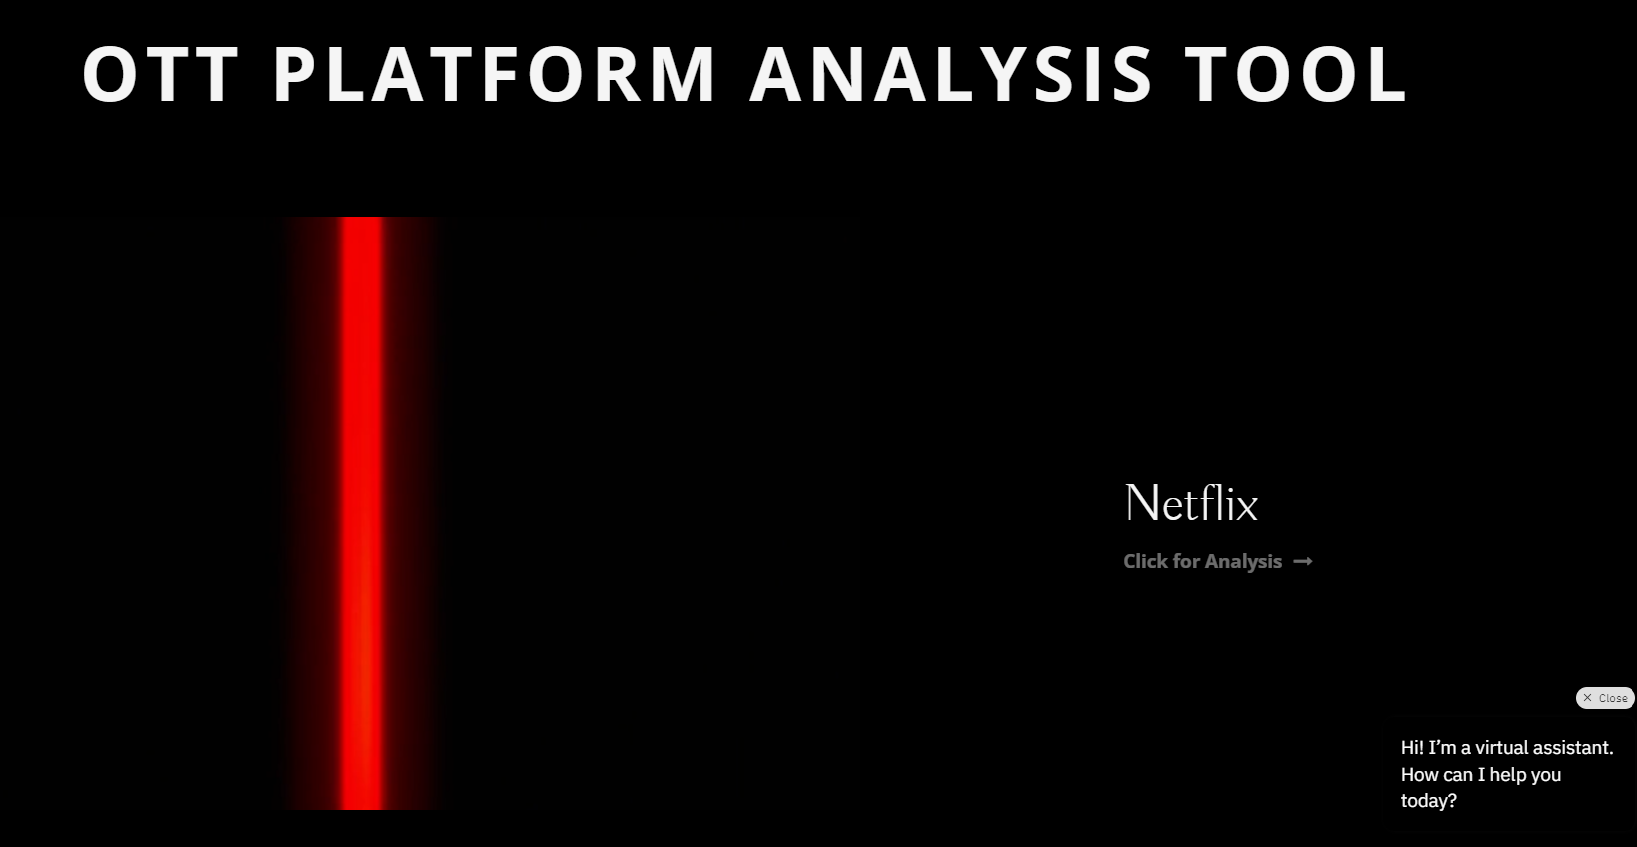 OTT PLATFORM ANALYSIS TOOL
Netflix
Click for Analysis →
× Close
Hi! I’m a virtual assistant.
How can I help you
today?